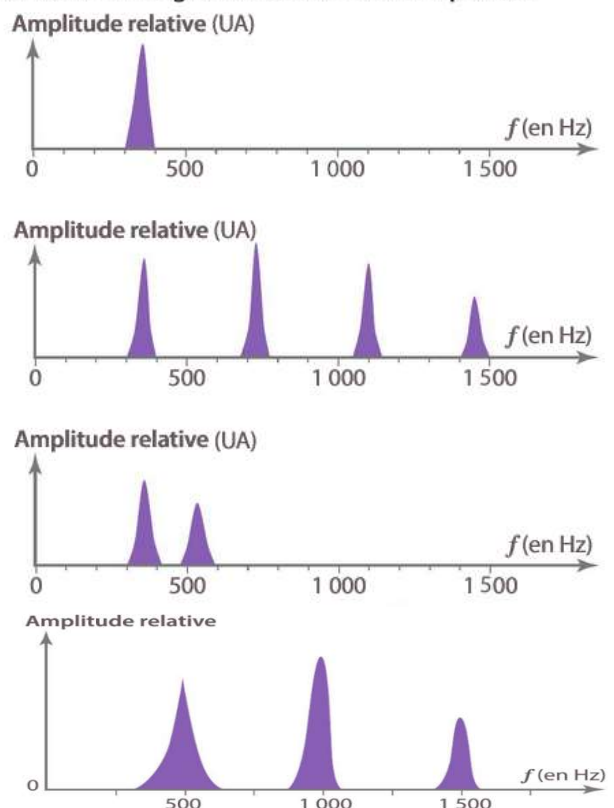 Amplitude relative (UA)
f (en Hz)
0 500 1 000 1 500
Amplitude relative (UA)
f (en Hz)
0 500 1 000 1 500
Amplitude relative (UA)
f (en Hz)
0 500 1 000 1 500
Amplitude relative
f (en Hz)
0
500 1 000 1 500